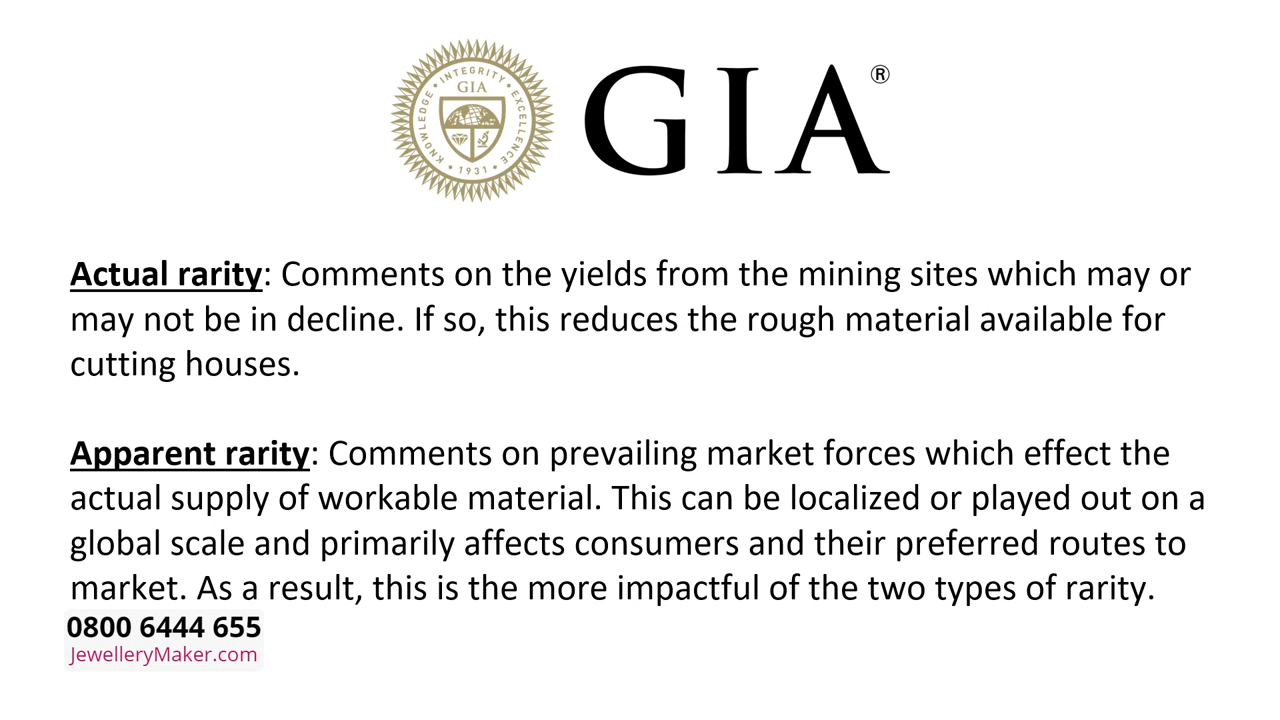 KNOWLEDGE • INTEGRITY • EXCELLENCE • 1931 •
GIA
GIA®
Actual rarity: Comments on the yields from the mining sites which may or
may not be in decline. If so, this reduces the rough material available for
cutting houses.
Apparent rarity: Comments on prevailing market forces which effect the
actual supply of workable material. This can be localized or played out on a
global scale and primarily affects consumers and their preferred routes to
market. As a result, this is the more impactful of the two types of rarity.
0800 6444 655
JewelleryMaker.com